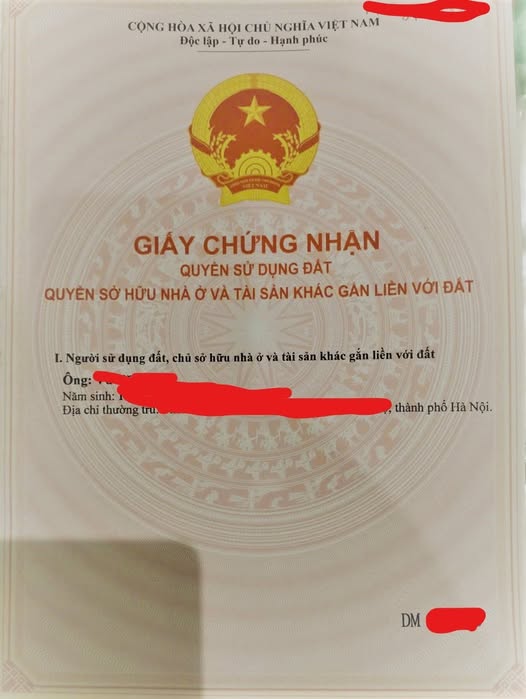 CỘNG HÒA XÃ HỘI CHỦ NGHĨA VIỆT NAM
Độc lập - Tự do - Hạnh phúc
VIỆT NAM
GIẤY CHỨNG NHẬN
QUYỀN SỬ DỤNG ĐẤT
QUYỀN SỞ HỮU NHÀ Ở VÀ TÀI SẢN KHÁC GẮN LIỀN VỚI ĐẤT
I. Người sử dụng đất, chủ sở hữu nhà ở và tài sản khác gắn liền với đất
Ông:
Năm sinh:
Địa chỉ thường , thành phố Hà Nội.
DM